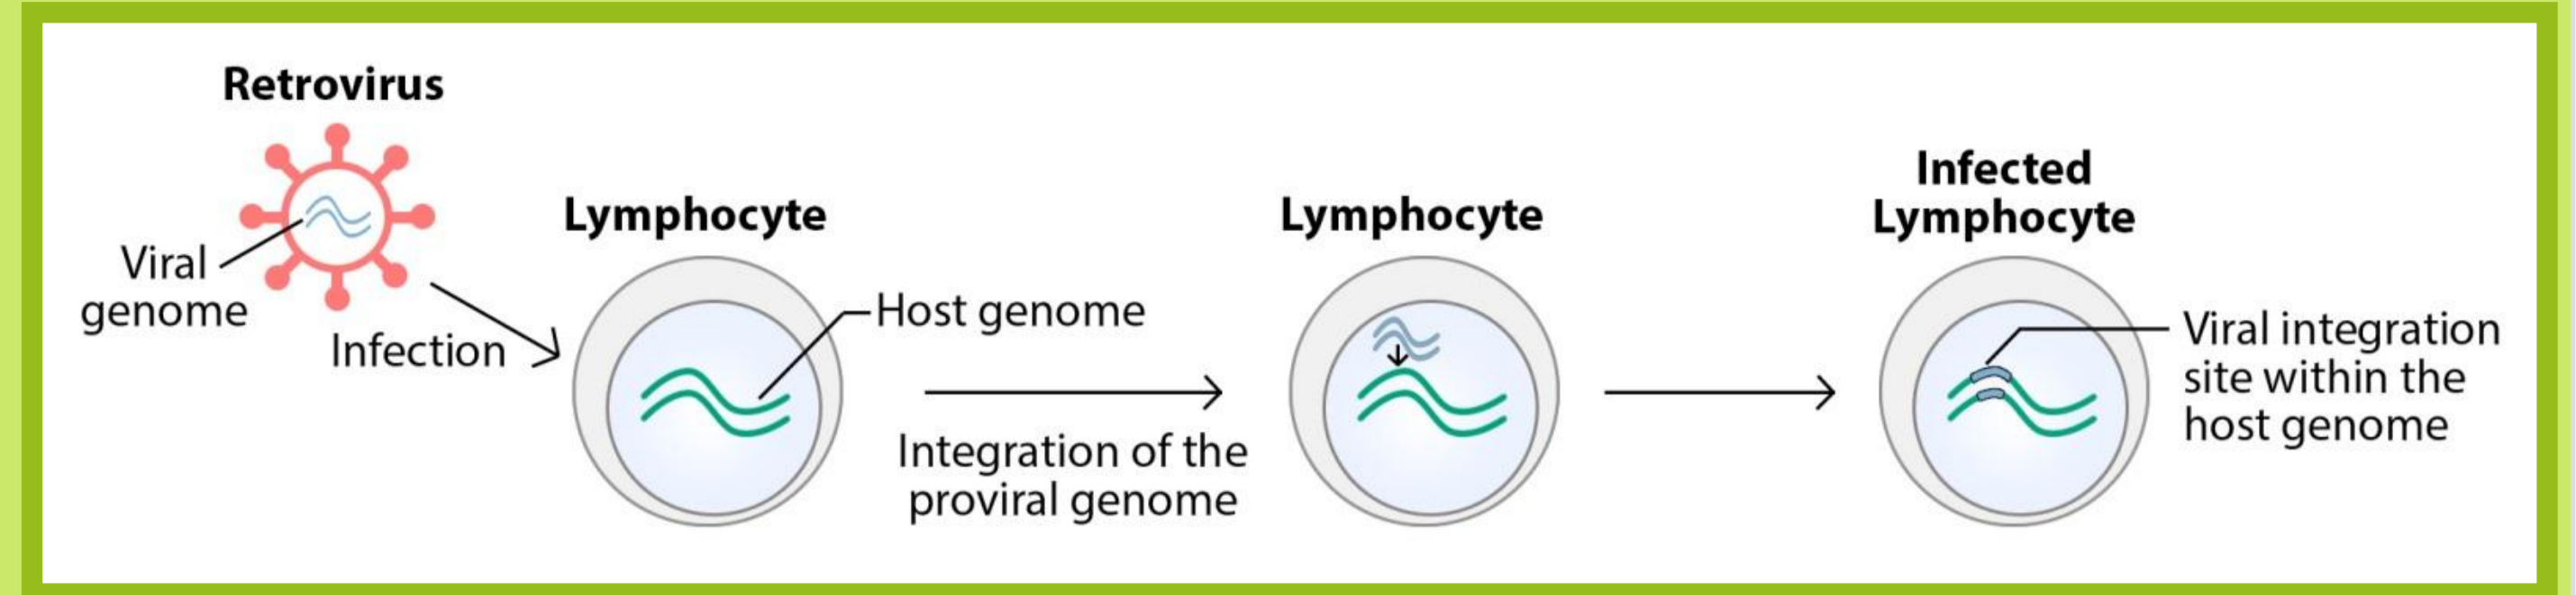 Retrovirus
Viral
genome
Infection
Lymphocyte
Host genome
Integration of the
proviral genome
Lymphocyte
Infected
Lymphocyte
Viral integration
site within the
host genome